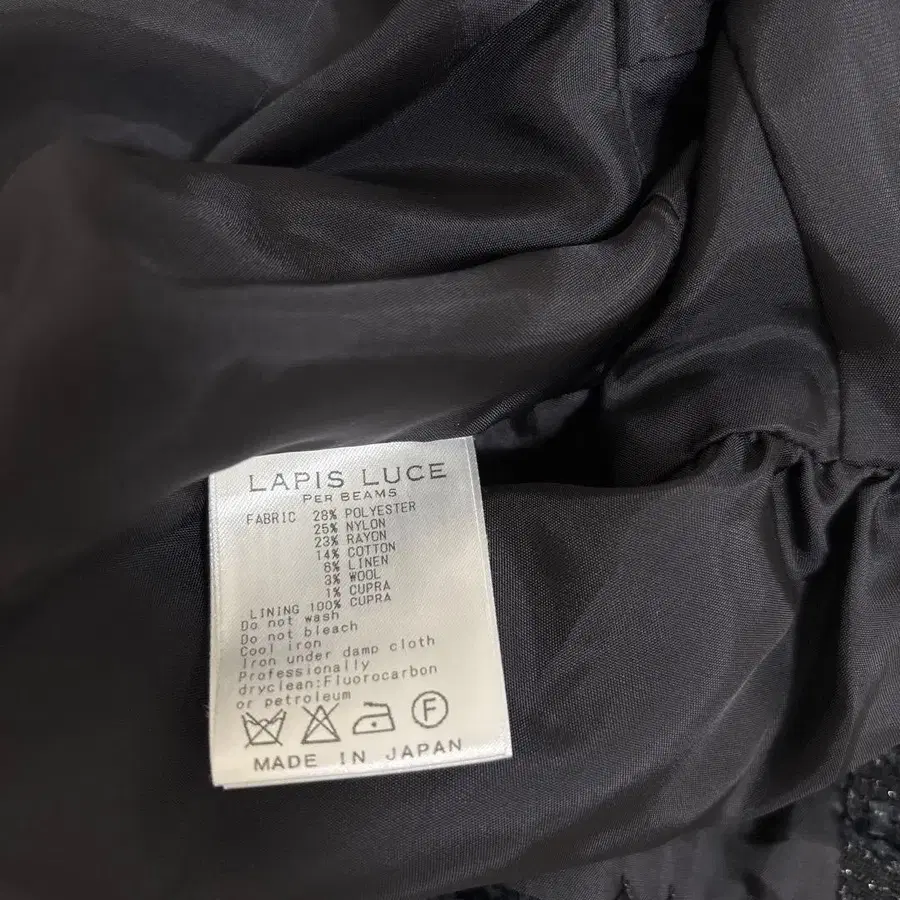 LAPIS LUCE
PER BEAMS
FABRIC 28% POLYESTER
25% NYLON
23% RAYON
14% COTTON
6% LINEN
3% WOOL
1% CUPRA
LINING 100% CUPRA
Do not wash
Do not bleach
Cool iron
Iron under damp cloth
Professionally
dryclean:Fluorocarbon
or petroleum
F
MADE IN JAPAN